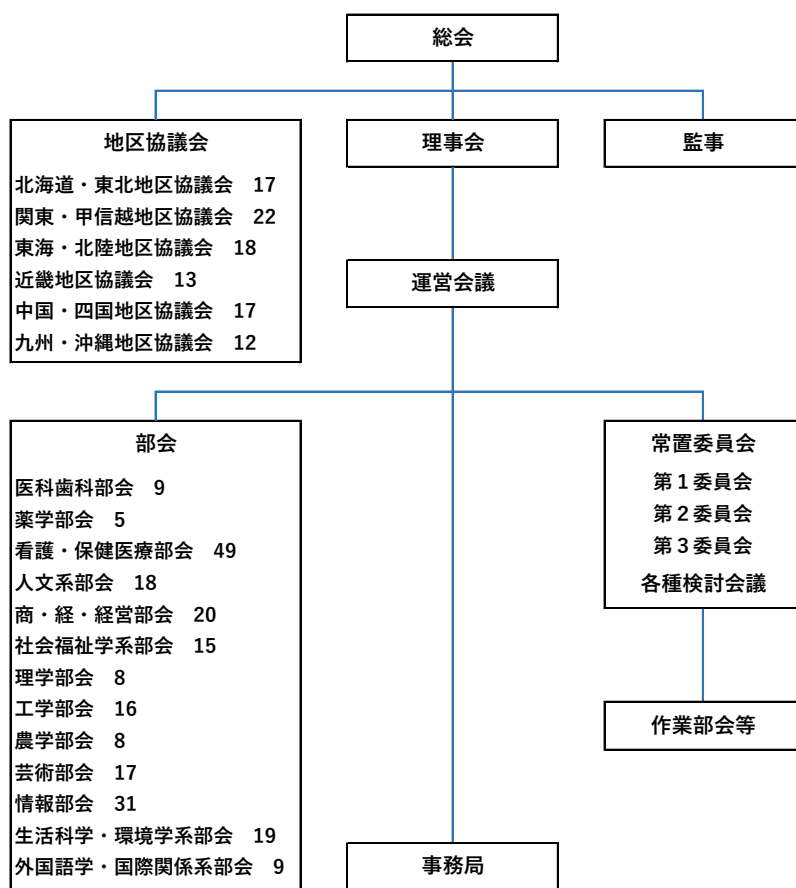 総会
地区協議会
北海道・東北地区協議会　17
関東・甲信越地区協議会　22
東海・北陸地区協議会　18
近畿地区協議会　13
中国・四国地区協議会　17
九州・沖縄地区協議会　12
理事会
監事
運営会議
部会
医科歯科部会　9
薬学部会　5
看護・保健医療部会　49
人文系部会　18
商・経・経営部会　20
社会福祉学系部会　15
理学部会　8
工学部会　16
農学部会　8
芸術部会　17
情報部会　31
生活科学・環境学系部会　19
外国語学・国際関係系部会　9
常置委員会
第１委員会
第２委員会
第３委員会
各種検討会議
作業部会等
事務局